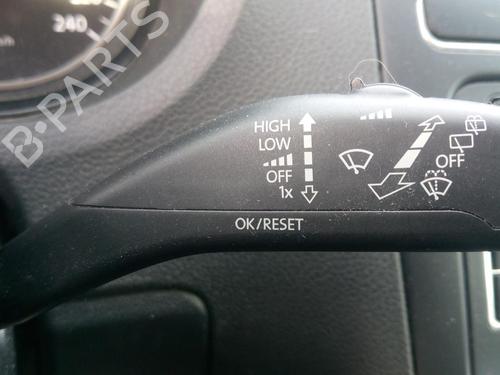 240
HIGH
LOW
OFF
1x
OFF
OK/RESET
B-PARTS